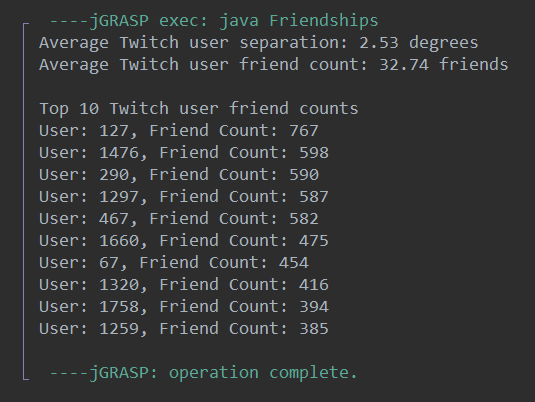 ----jGRASP exec: java Friendships
Average Twitch user separation: 2.53 degrees
Average Twitch user friend count: 32.74 friends
Top 10 Twitch user friend counts
User: 127, Friend Count: 767
User: 1476, Friend Count: 598
User: 290, Friend Count: 590
User: 1297, Friend Count: 587
User: 467, Friend Count: 582
User: 1660, Friend Count: 475
User: 67, Friend Count: 454
User: 1320, Friend Count: 416
User: 1758, Friend Count: 394
User: 1259, Friend Count: 385
----jGRASP: operation complete.